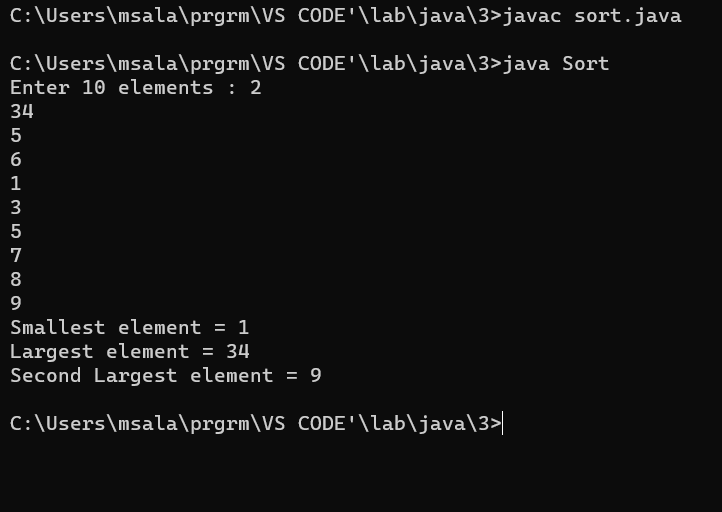 C:\Users\msala\prgrm\VS CODE'\lab\java\3>javac sort.java
C:\Users\msala\prgrm\VS CODE'\lab\java\3>java Sort
Enter 10 elements : 2
34
5
6
1
3
5
7
8
9
Smallest element = 1
Largest element = 34
Second Largest element = 9
C:\Users\msala\prgrm\VS CODE'\lab\java\3>